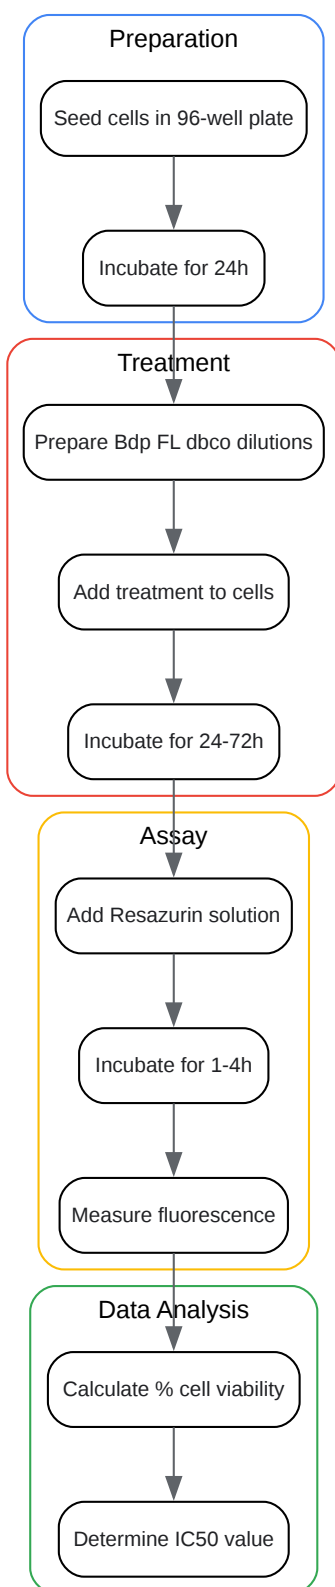 Preparation
Seed cells in 96-well plate
Incubate for 24h
Treatment
Prepare Bdp FL dbco dilutions
Add treatment to cells
Incubate for 24-72h
Assay
Add Resazurin solution
Incubate for 1-4h
Measure fluorescence
Data Analysis
Calculate % cell viability
Determine IC50 value